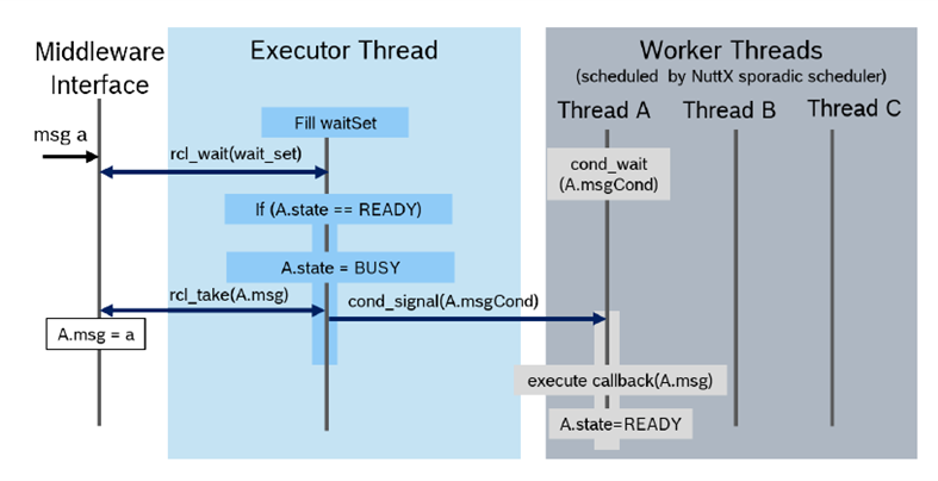 Middleware
Interface
Executor Thread
Worker Threads
(scheduled by NuttX sporadic scheduler)
Thread A
Thread B
Thread C
Fill waitSet
msg a
rcl_wait(wait_set)
cond_wait
(A.msgCond)
If (A.state == READY)
A.state = BUSY
rcl_take(A.msg)
cond_signal(A.msgCond)
A.msg = a
execute callback(A.msg)
A.state=READY